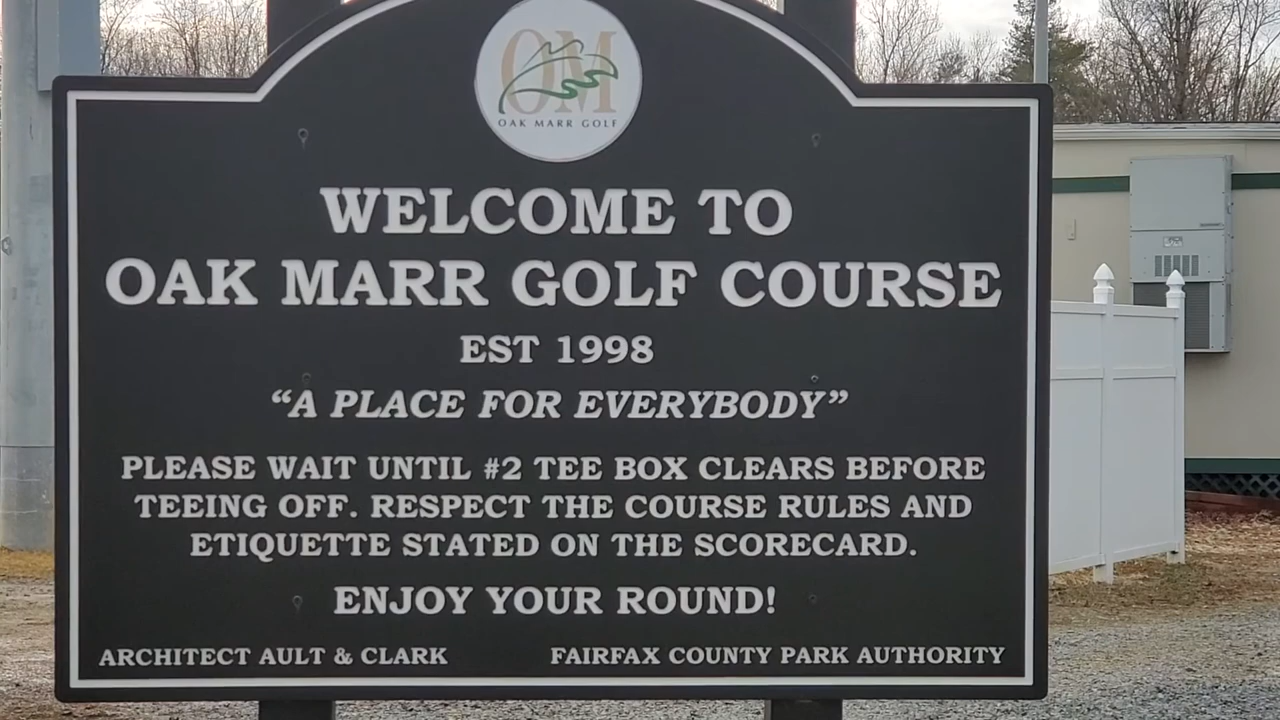 OM
OAK MARR GOLF
WELCOME TO
OAK MARR GOLF COURSE
EST 1998
“A PLACE FOR EVERYBODY”
PLEASE WAIT UNTIL #2 TEE BOX CLEARS BEFORE
TEEING OFF. RESPECT THE COURSE RULES AND
ETIQUETTE STATED ON THE SCORECARD.
ENJOY YOUR ROUND!
ARCHITECT AULT & CLARK
FAIRFAX COUNTY PARK AUTHORITY